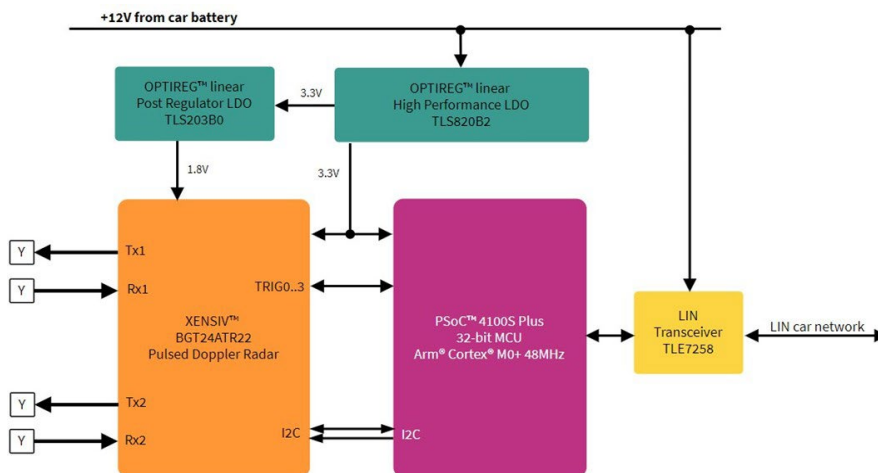 +12V from car battery
OPTIREG™ linear
Post Regulator LDO
TLS203B0
3.3V
OPTIREG™ linear
High Performance LDO
TLS820B2
1.8V
3.3V
Y
Tx1
Y
Rx1
TRIG0..3
XENSIV™
BGT24ATR22
Pulsed Doppler Radar
PSoC™ 4100S Plus
32-bit MCU
Arm® Cortex® M0+ 48MHz
LIN
Transceiver
TLE7258
LIN car network
Y
Tx2
Y
Rx2
I2C
I2C